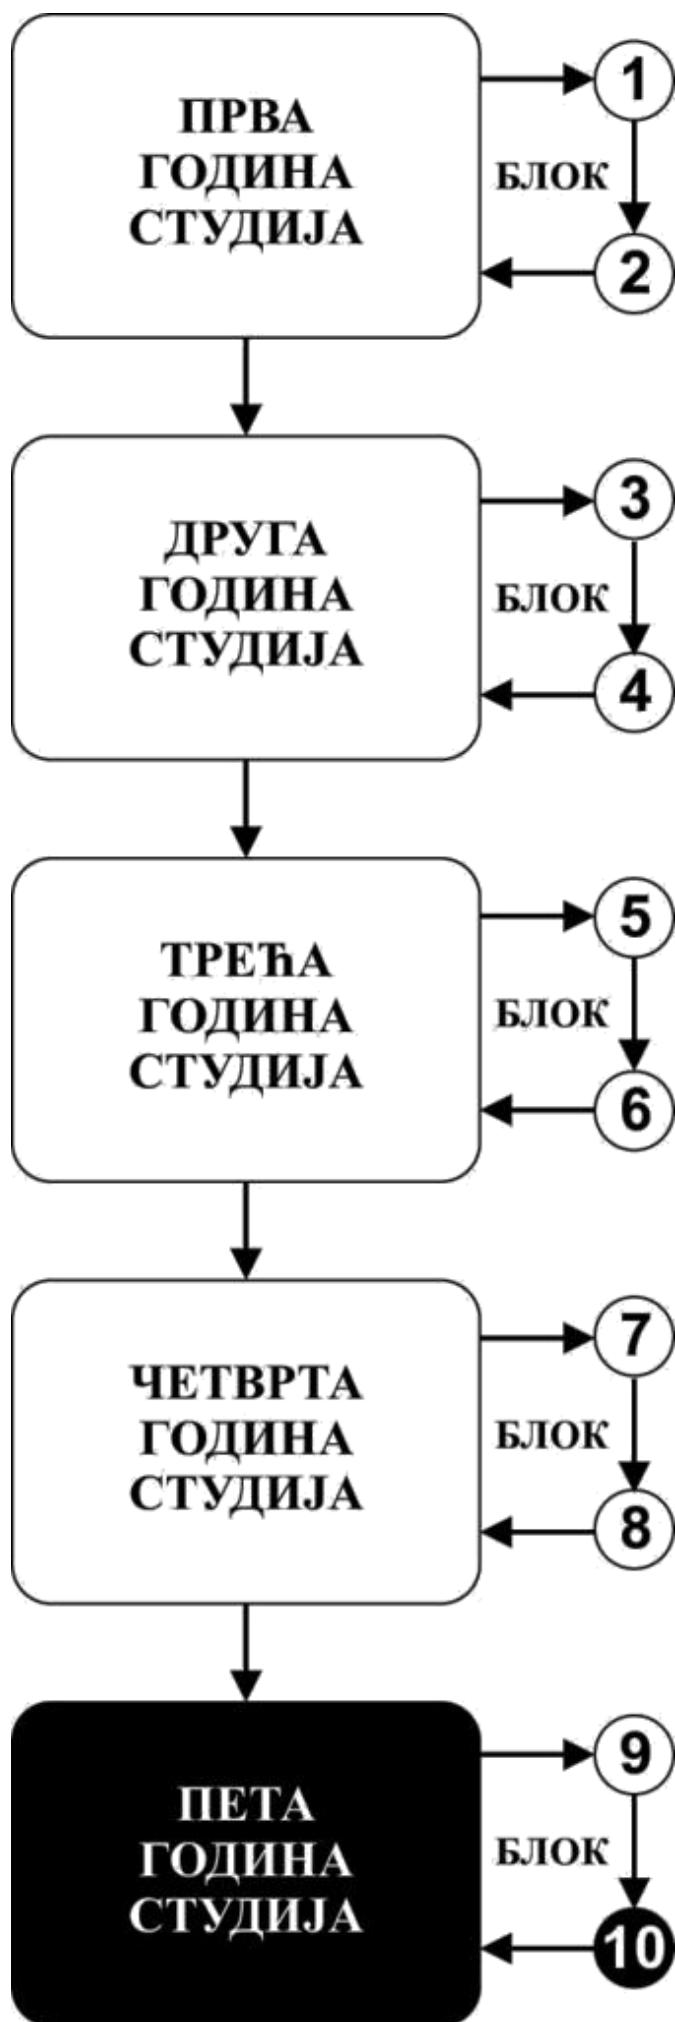 ПРВА
ГОДИНА
СТУДИЈА
1
БЛОК
2
ДРУГА
ГОДИНА
СТУДИЈА
3
БЛОК
4
ТРЕЋА
ГОДИНА
СТУДИЈА
5
БЛОК
6
ЧЕТВРТА
ГОДИНА
СТУДИЈА
7
БЛОК
8
ПЕТА
ГОДИНА
СТУДИЈА
9
БЛОК
10